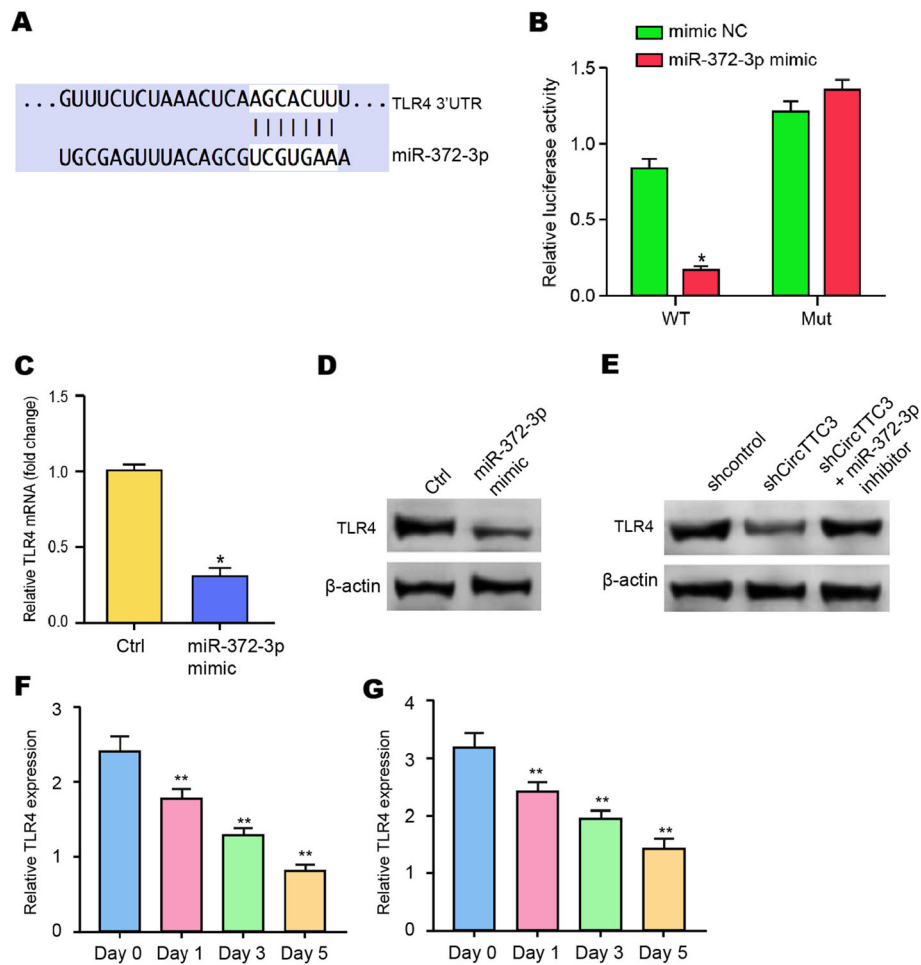 A
...GUUUCUCUAAACUCAAGCACUUU... TLR4 3'UTR
UGCGAGUUUACAGCGUCGUGAAA miR-372-3p
B
mimic NC
miR-372-3p mimic
Relative luciferase activity
1.5
1.0
0.5
0.0
*
WT Mut
C
Relative TLR4 mRNA (fold change)
1.5
1.0
0.5
0.0
*
Ctrl miR-372-3p
mimic
D
Ctrl
miR-372-3p
mimic
TLR4
β-actin
E
shcontrol
shCircTTC3
shCircTTC3
+ miR-372-3p
inhibitor
TLR4
β-actin
F
Relative TLR4 expression
3
2
1
0
** ** **
Day 0 Day 1 Day 3 Day 5
G
Relative TLR4 expression
4
3
2
1
0
** ** **
Day 0 Day 1 Day 3 Day 5